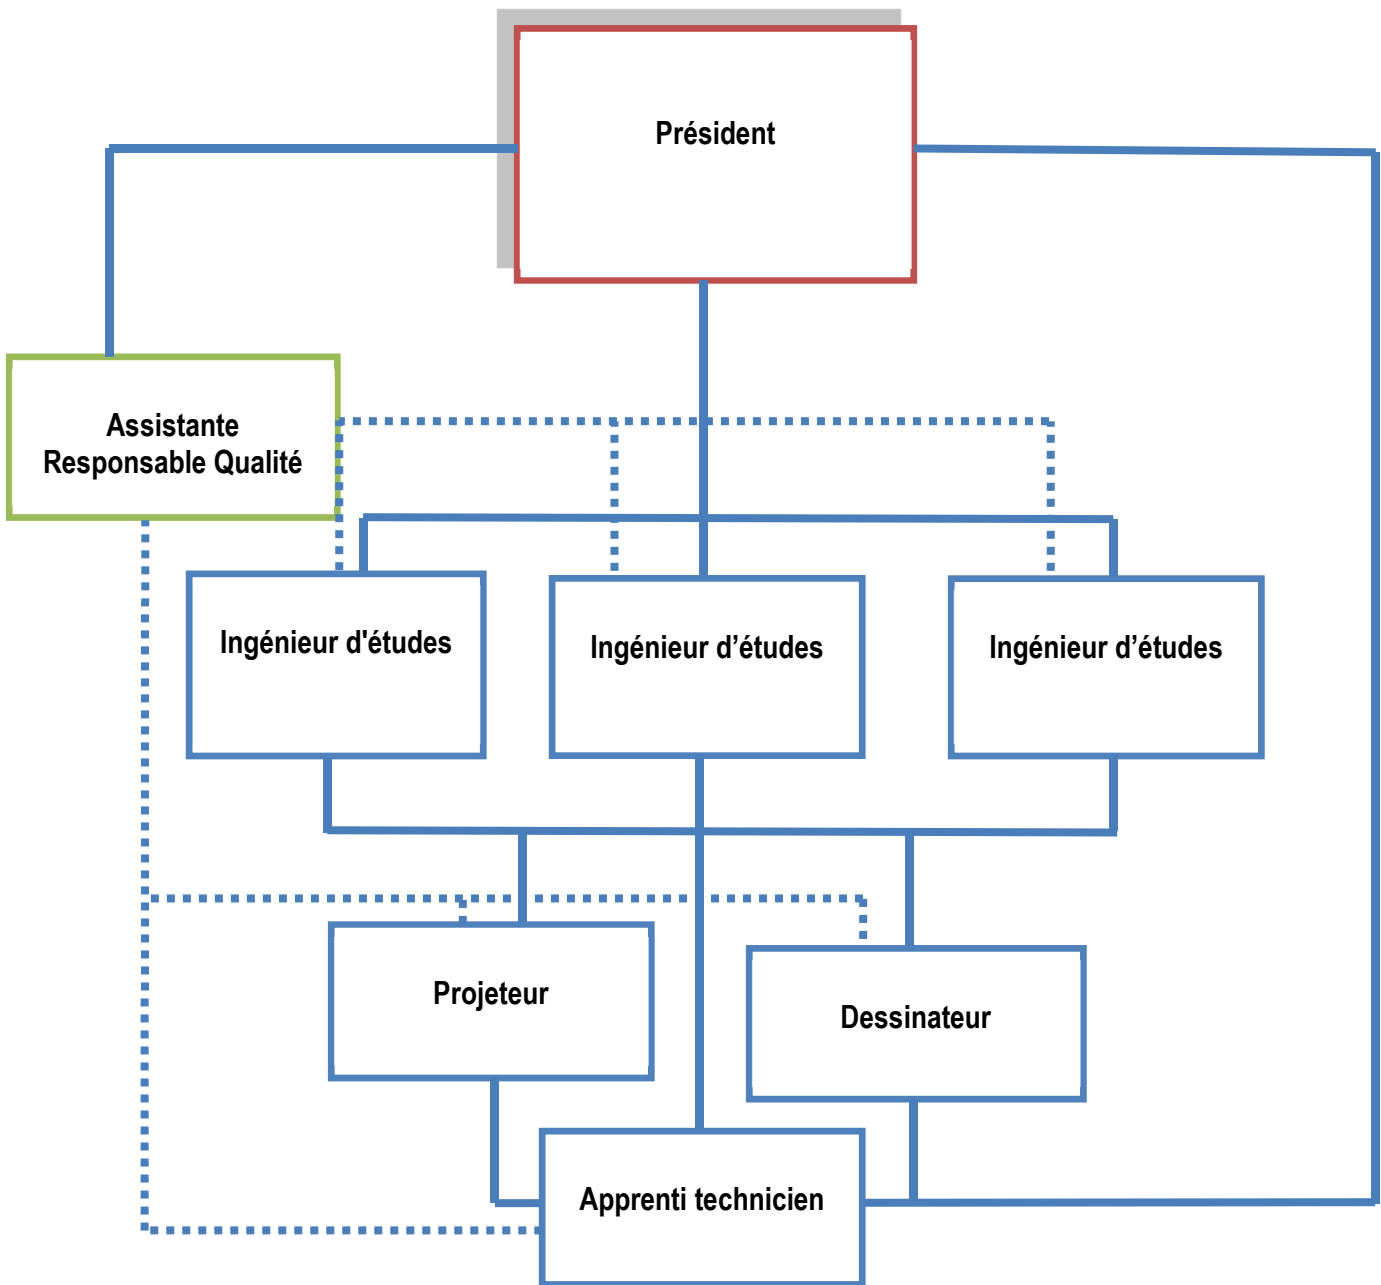 Président
Assistante
Responsable Qualité
Ingénieur d'études
Ingénieur d’études
Ingénieur d’études
Projeteur
Dessinateur
Apprenti technicien